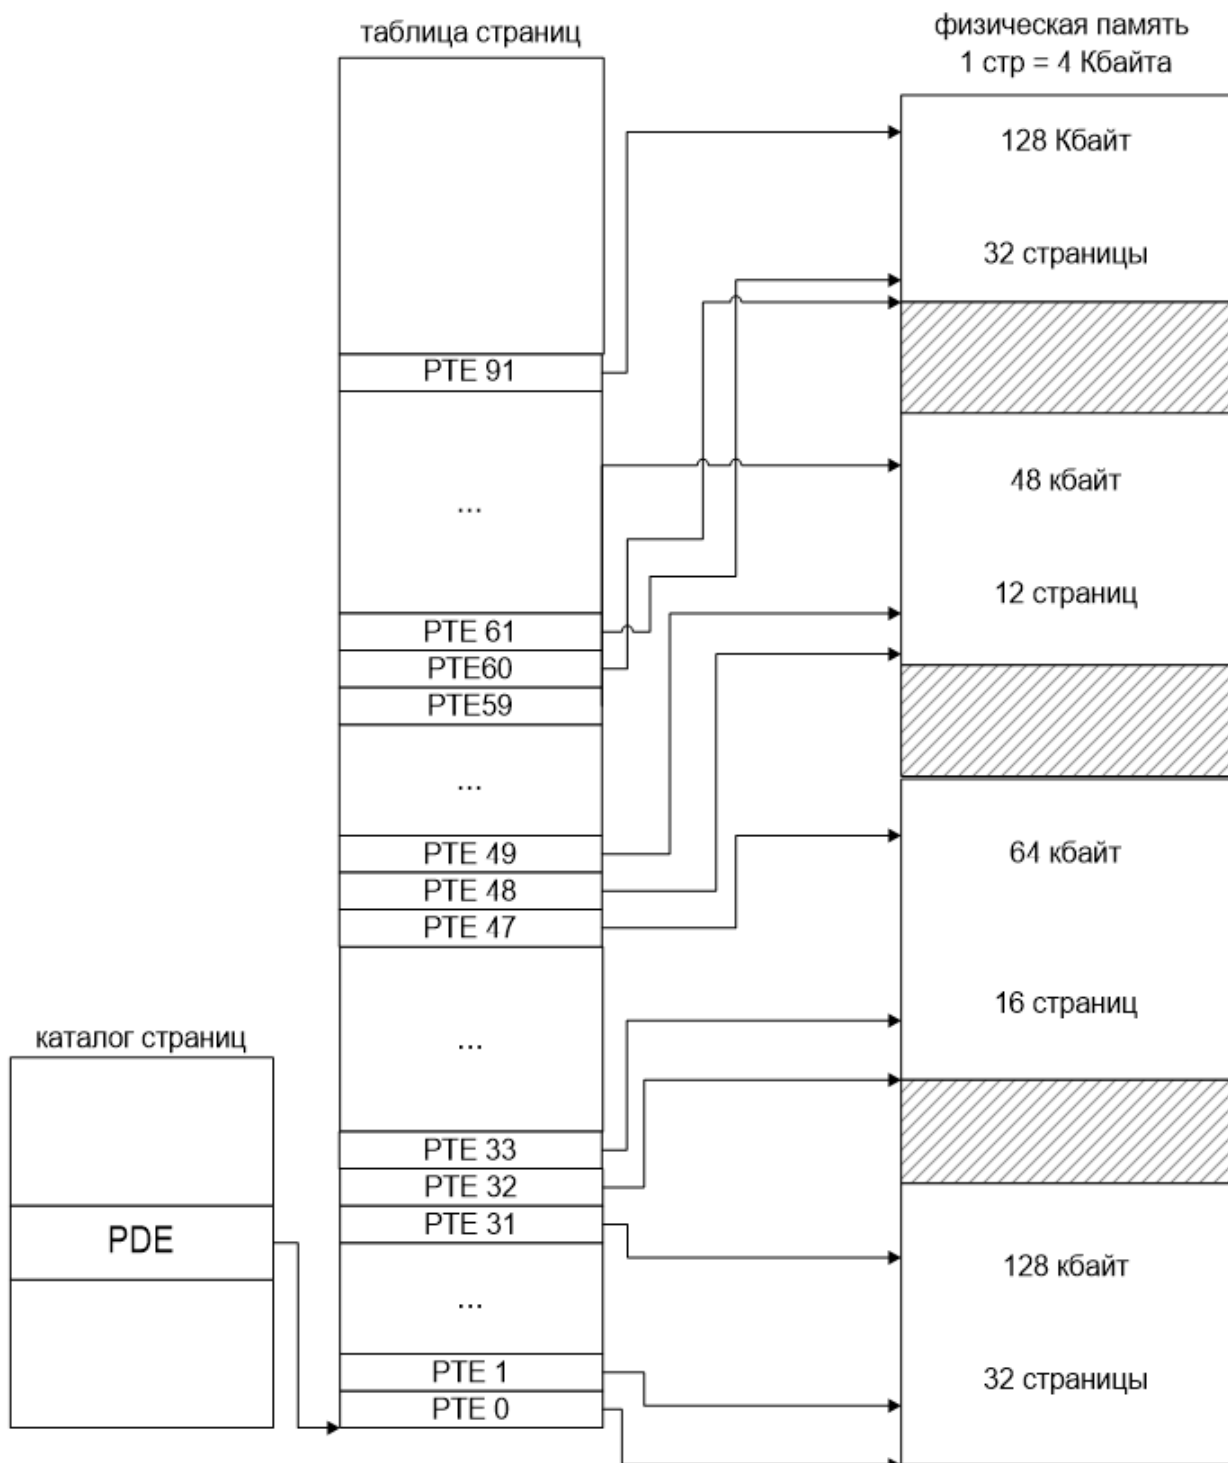 таблица страниц
физическая память
1 стр = 4 Кбайта
128 Кбайт
32 страницы
PTE 91
...
48 кбайт
12 страниц
PTE 61
PTE60
PTE59
...
PTE 49
PTE 48
PTE 47
64 кбайт
16 страниц
...
каталог страниц
PTE 33
PTE 32
PTE 31
PDE
128 кбайт
...
32 страницы
PTE 1
PTE 0